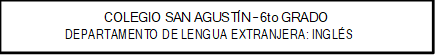 COLEGIO SAN AGUSTÍN-6to GRADO
DEPARTAMENTO DE LENGUA EXTRANJERA: INGLÉS